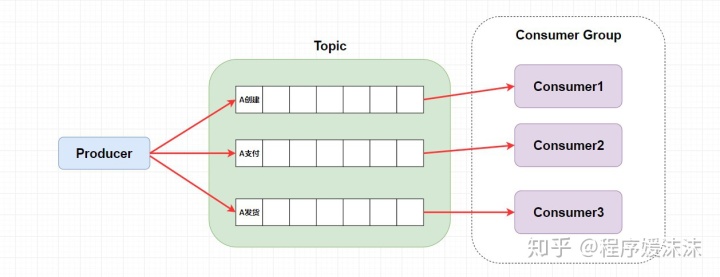 Topic
Consumer Group
Producer
A创建
A支付
A发货
Consumer1
Consumer2
Consumer3
知乎 @程序媛沫沫